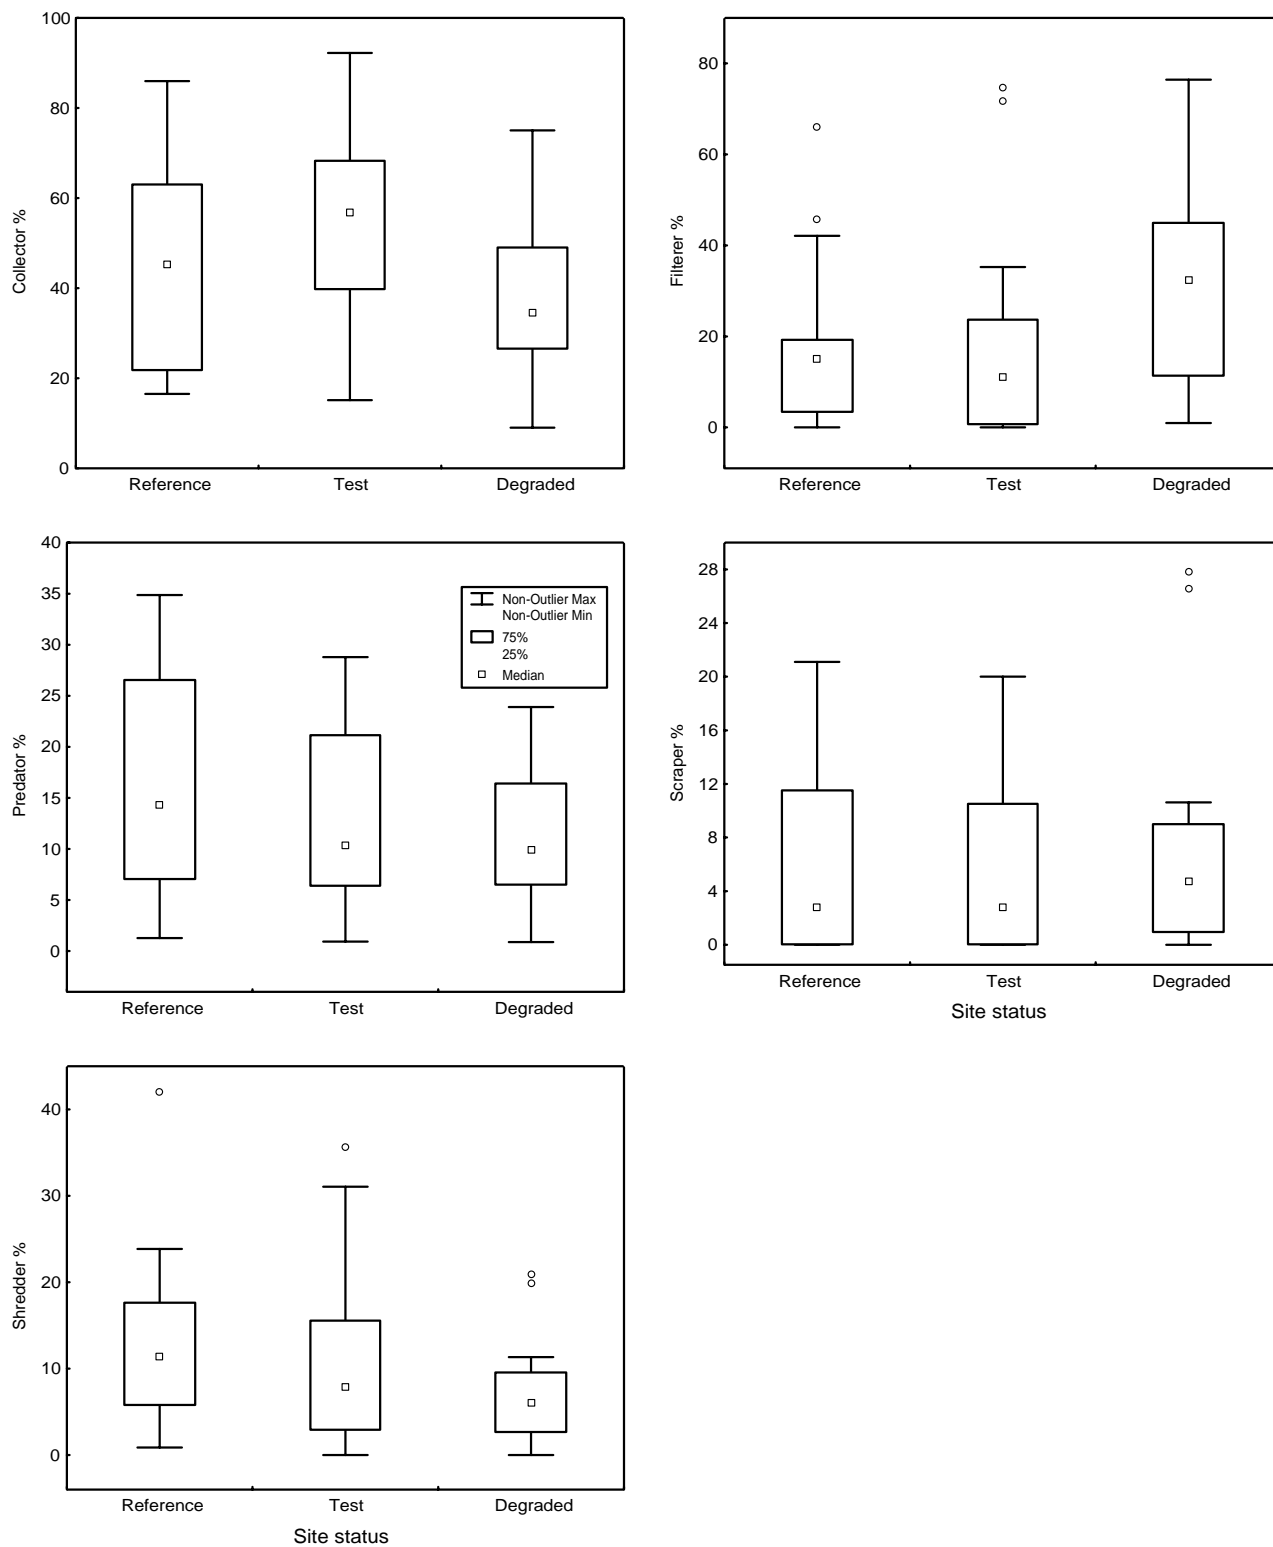 100
80
60
40
20
0
Collector %
Reference Test Degraded
80
60
40
20
0
Filterer %
Reference Test Degraded
40
35
30
25
20
15
10
5
0
Predator %
Non-Outlier Max
Non-Outlier Min
75%
25%
Median
Reference Test Degraded
28
24
20
16
12
8
4
0
Scraper %
Reference Test Degraded
Site status
40
30
20
10
0
Shredder %
Reference Test Degraded
Site status